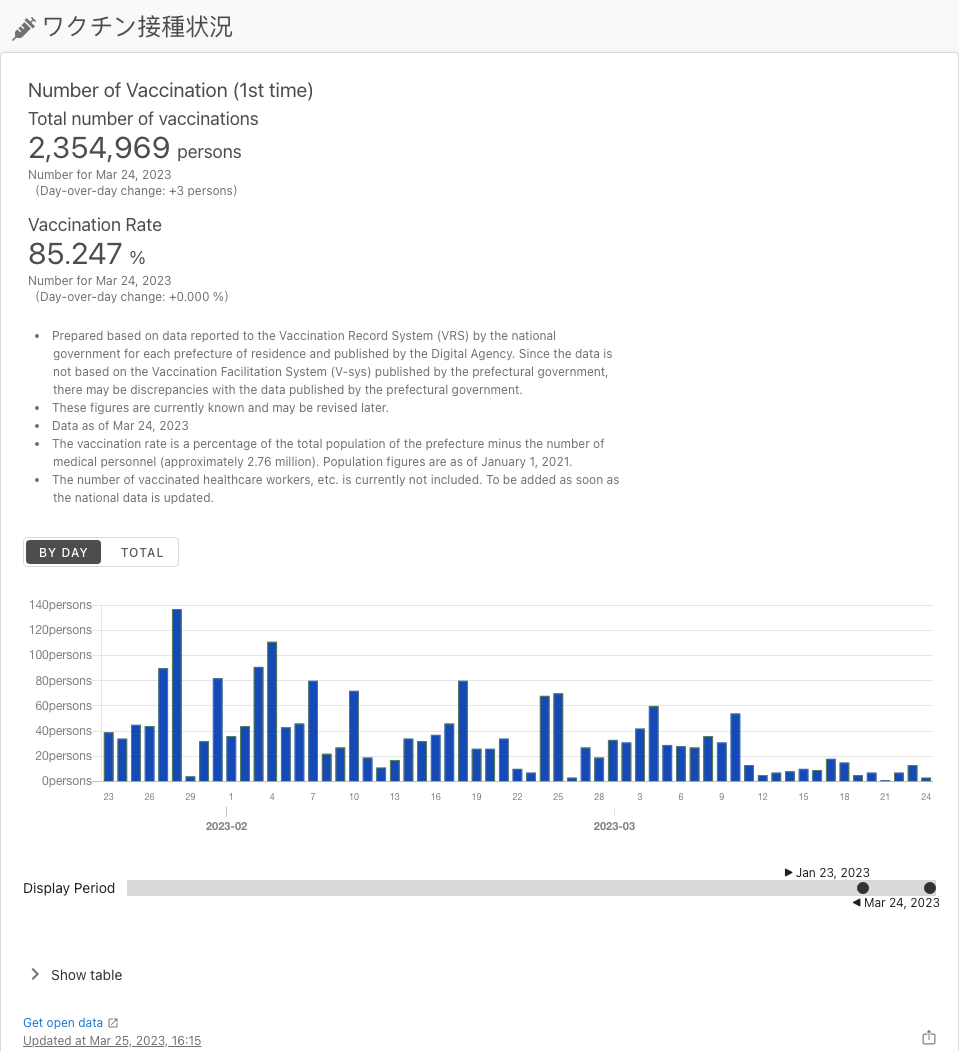 ワクチン接種状況
Number of Vaccination (1st time)
Total number of vaccinations
2,354,969 persons
Number for Mar 24, 2023
(Day-over-day change: +3 persons)
Vaccination Rate
85.247 %
Number for Mar 24, 2023
(Day-over-day change: +0.000 %)
• Prepared based on data reported to the Vaccination Record System (VRS) by the national
government for each prefecture of residence and published by the Digital Agency. Since the data is
not based on the Vaccination Facilitation System (V-sys) published by the prefectural government,
there may be discrepancies with the data published by the prefectural government.
• These figures are currently known and may be revised later.
• Data as of Mar 24, 2023
• The vaccination rate is a percentage of the total population of the prefecture minus the number of
medical personnel (approximately 2.76 million). Population figures are as of January 1, 2021.
• The number of vaccinated healthcare workers, etc. is currently not included. To be added as soon as
the national data is updated.
BY DAY TOTAL
140persons
120persons
100persons
80persons
60persons
40persons
20persons
0persons
23 26 29 1 4 7 10 13 16 19 22 25 28 3 6 9 12 15 18 21 24
2023-02 2023-03
Jan 23, 2023
Display Period
Mar 24, 2023
Show table
Get open data
Updated at Mar 25, 2023, 16:15